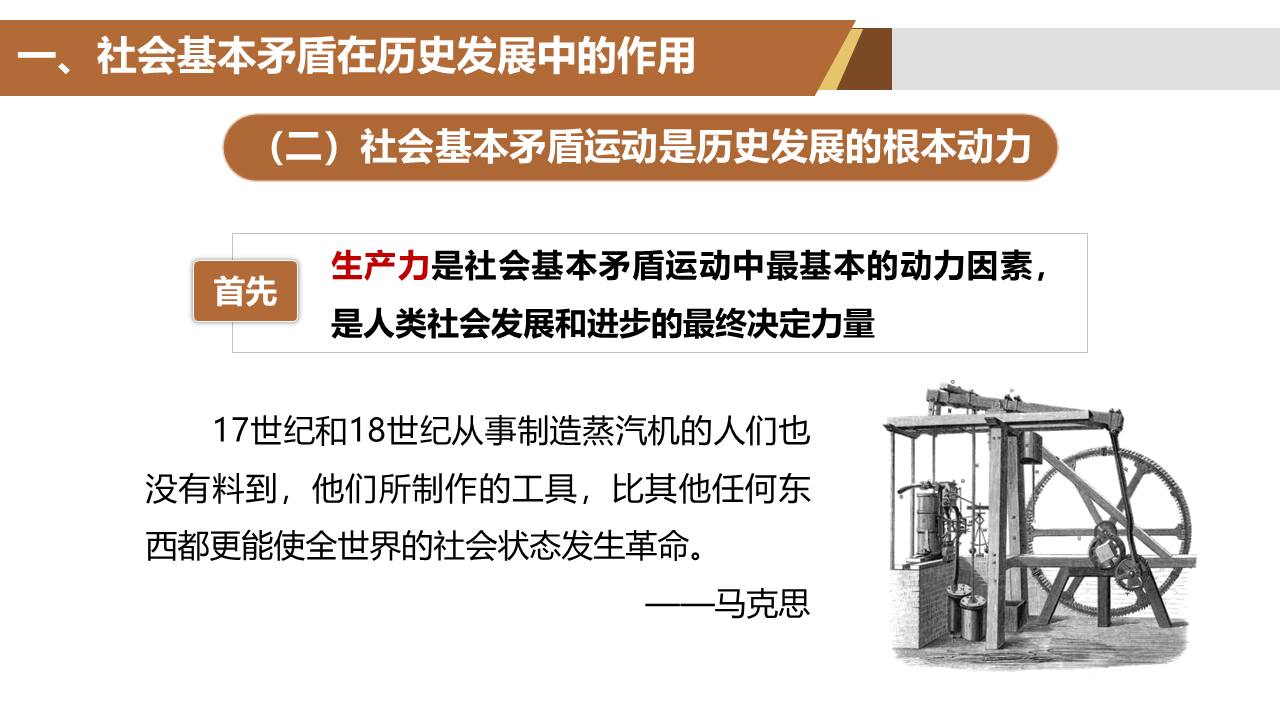 一、社会基本矛盾在历史发展中的作用
（二）社会基本矛盾运动是历史发展的根本动力
首先
生产力是社会基本矛盾运动中最基本的动力因素，
是人类社会发展和进步的最终决定力量
17世纪和18世纪从事制造蒸汽机的人们也
没有料到，他们所制作的工具，比其他任何东
西都更能使全世界的社会状态发生革命。
——马克思